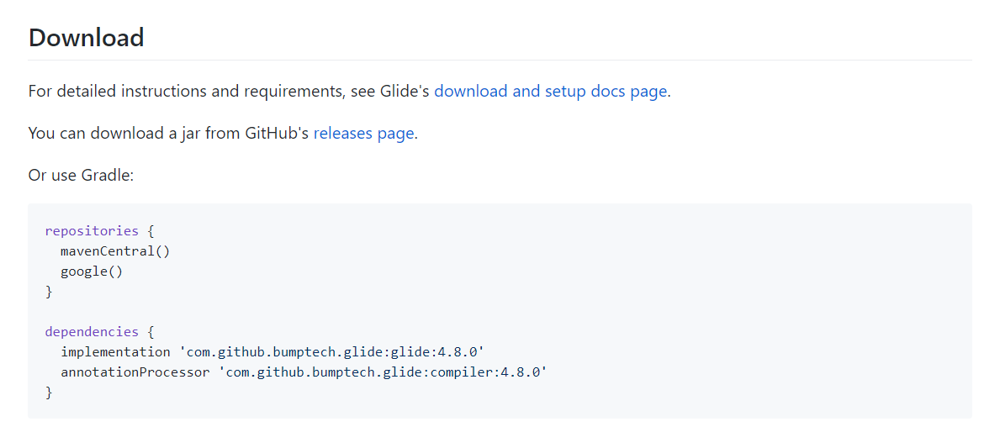 Download
For detailed instructions and requirements, see Glide's download and setup docs page.
You can download a jar from GitHub's releases page.
Or use Gradle:
repositories {
  mavenCentral()
  google()
}
dependencies {
  implementation 'com.github.bumptech.glide:glide:4.8.0'
  annotationProcessor 'com.github.bumptech.glide:compiler:4.8.0'
}